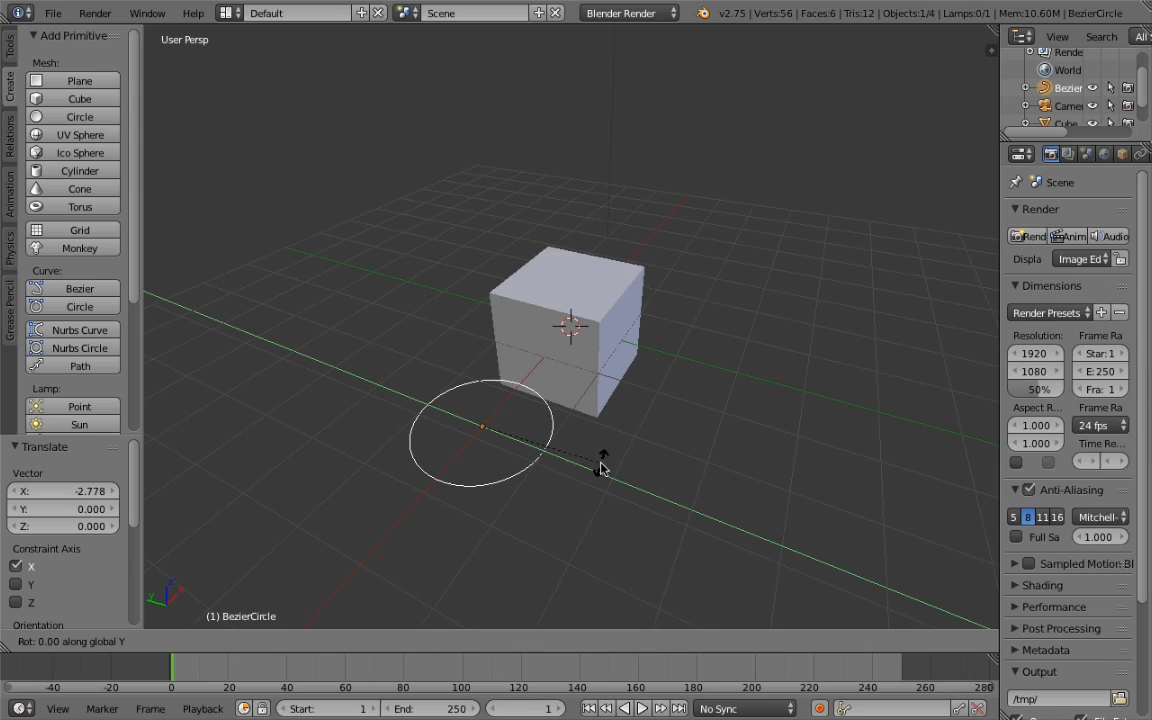 File Render Window Help Default Scene Blender Render v2.75 | Verts:56 | Faces:6 | Tris:12 | Objects:1/4 | Lamps:0/1 | Mem:10.60M | BezierCircle
Tools
Create
Relations
Animation
Physics
Grease Pencil
Add Primitive
Mesh:
Plane
Cube
Circle
UV Sphere
Ico Sphere
Cylinder
Cone
Torus
Grid
Monkey
Curve:
Bezier
Circle
Nurbs Curve
Nurbs Circle
Path
Lamp:
Point
Sun
Translate
Vector
X: -2.778
Y: 0.000
Z: 0.000
Constraint Axis
X
Y
Z
Orientation
User Persp
(1) BezierCircle
Rot: 0.00 along global Y
View Search All
Rende
World
Bezier
Came
Cube
Scene
Render
Rend Anim Audio
Displa Image Ed
Dimensions
Render Presets
Resolution: Frame Ra
1920 Star: 1
1080 E: 250
50% Fra: 1
Aspect R... Frame Ra
1.000 24 fps
1.000 Time Re...
Anti-Aliasing
5 8 11 16 Mitchell-
Full Sa 1.000
Sampled Motion Bl
Shading
Performance
Post Processing
Metadata
Output
/tmp/
-40 -20 0 20 40 60 80 100 120 140 160 180 200 220 240 260 280
View Marker Frame Playback Start: 1 End: 250 1 No Sync